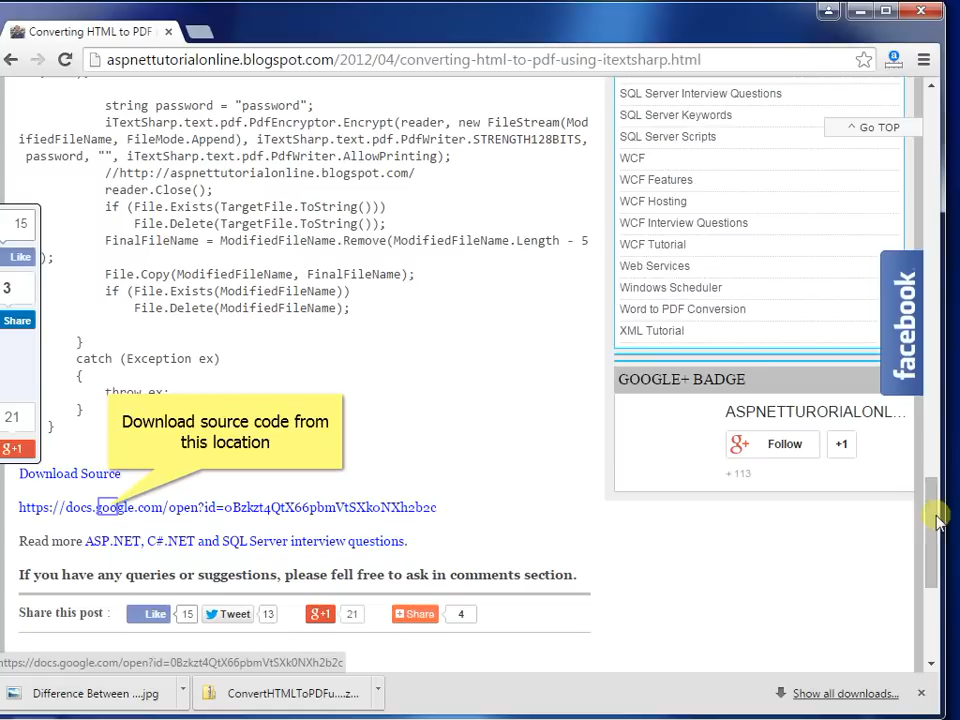 Converting HTML to PDF
aspnettutorialonline.blogspot.com/2012/04/converting-html-to-pdf-using-itextsharp.html
string password = "password";
iTextSharp.text.pdf.PdfEncryptor.Encrypt(reader, new FileStream(Mod
ifiedFileName, FileMode.Append), iTextSharp.text.pdf.PdfWriter.STRENGTH128BITS,
password, "", iTextSharp.text.pdf.PdfWriter.AllowPrinting);
//http://aspnettutorialonline.blogspot.com/
reader.Close();
if (File.Exists(TargetFile.ToString()))
File.Delete(TargetFile.ToString());
FinalFileName = ModifiedFileName.Remove(ModifiedFileName.Length - 5
);
File.Copy(ModifiedFileName, FinalFileName);
if (File.Exists(ModifiedFileName))
File.Delete(ModifiedFileName);
}
catch (Exception ex)
{
throw ex;
}
}
15
Like
3
Share
21
g+1
Download source code from
this location
Download Source
https://docs.google.com/open?id=0Bzkzt4QtX66pbmVtSXk0NXh2b2c
Read more ASP.NET, C#.NET and SQL Server interview questions.
If you have any queries or suggestions, please fell free to ask in comments section.
Share this post :
Like 15 Tweet 13 g+1 21 Share 4
SQL Server Interview Questions
SQL Server Keywords
SQL Server Scripts
WCF
WCF Features
WCF Hosting
WCF Interview Questions
WCF Tutorial
Web Services
Windows Scheduler
Word to PDF Conversion
XML Tutorial
^ Go TOP
facebook
GOOGLE+ BADGE
ASPNETTURORIALONL...
g+ Follow +1
+ 113
https://docs.google.com/open?id=0Bzkzt4QtX66pbmVtSXk0NXh2b2c
Difference Between ....jpg
ConvertHTMLToPDFu....z...
Show all downloads...